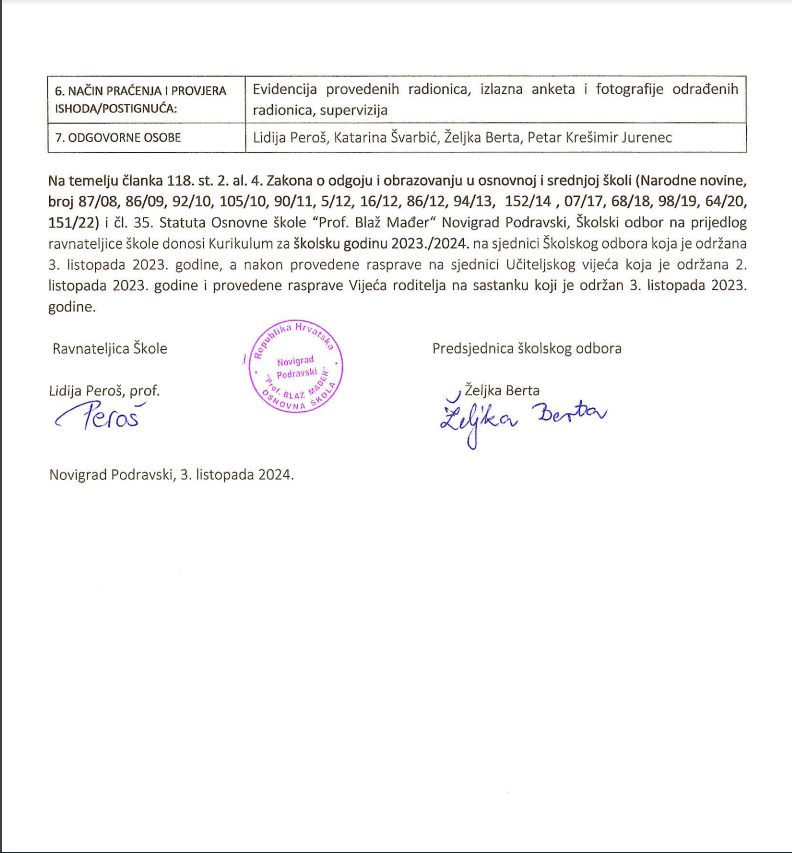 6. NAČIN PRAĆENJA I PROVJERA
ISHODA/POSTIGNUĆA:
Evidencija provedenih radionica, izlazna anketa i fotografije odrađenih
radionica, supervizija
7. ODGOVORNE OSOBE
Lidija Peroš, Katarina Švarbić, Željka Berta, Petar Krešimir Jurenec
Na temelju članka 118. st. 2. al. 4. Zakona o odgoju i obrazovanju u osnovnoj i srednjoj školi (Narodne novine,
broj 87/08, 86/09, 92/10, 105/10, 90/11, 5/12, 16/12, 86/12, 94/13, 152/14 , 07/17, 68/18, 98/19, 64/20,
151/22) i čl. 35. Statuta Osnovne škole “Prof. Blaž Mađer“ Novigrad Podravski, Školski odbor na prijedlog
ravnateljice škole donosi Kurikulum za školsku godinu 2023./2024. na sjednici Školskog odbora koja je održana
3. listopada 2023. godine, a nakon provedene rasprave na sjednici Učiteljskog vijeća koja je održana 2.
listopada 2023. godine i provedene rasprave Vijeća roditelja na sastanku koji je održan 3. listopada 2023.
godine.
Ravnateljica Škole
Predsjednica školskog odbora
Republika Hrvatska
Novigrad
Podravski
"Prof. BLAŽ MAĐER"
OSNOVNA ŠKOLA
Lidija Peroš, prof.
Željka Berta
Peroš
Željka Berta
Novigrad Podravski, 3. listopada 2024.